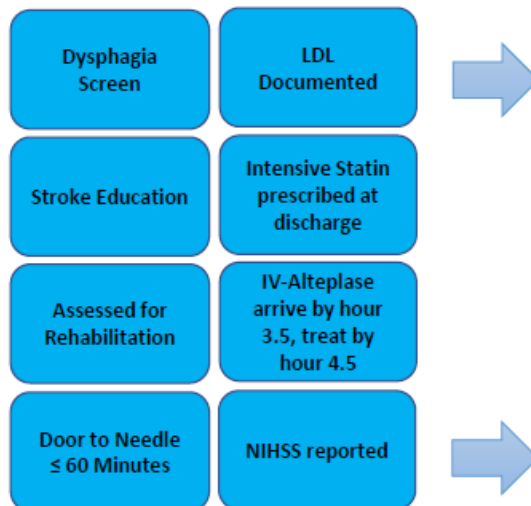 Dysphagia
Screen
LDL
Documented
Stroke Education
Intensive Statin
prescribed at
discharge
Assessed for
Rehabilitation
IV-Alteplase
arrive by hour
3.5, treat by
hour 4.5
Door to Needle
≤ 60 Minutes
NIHSS reported